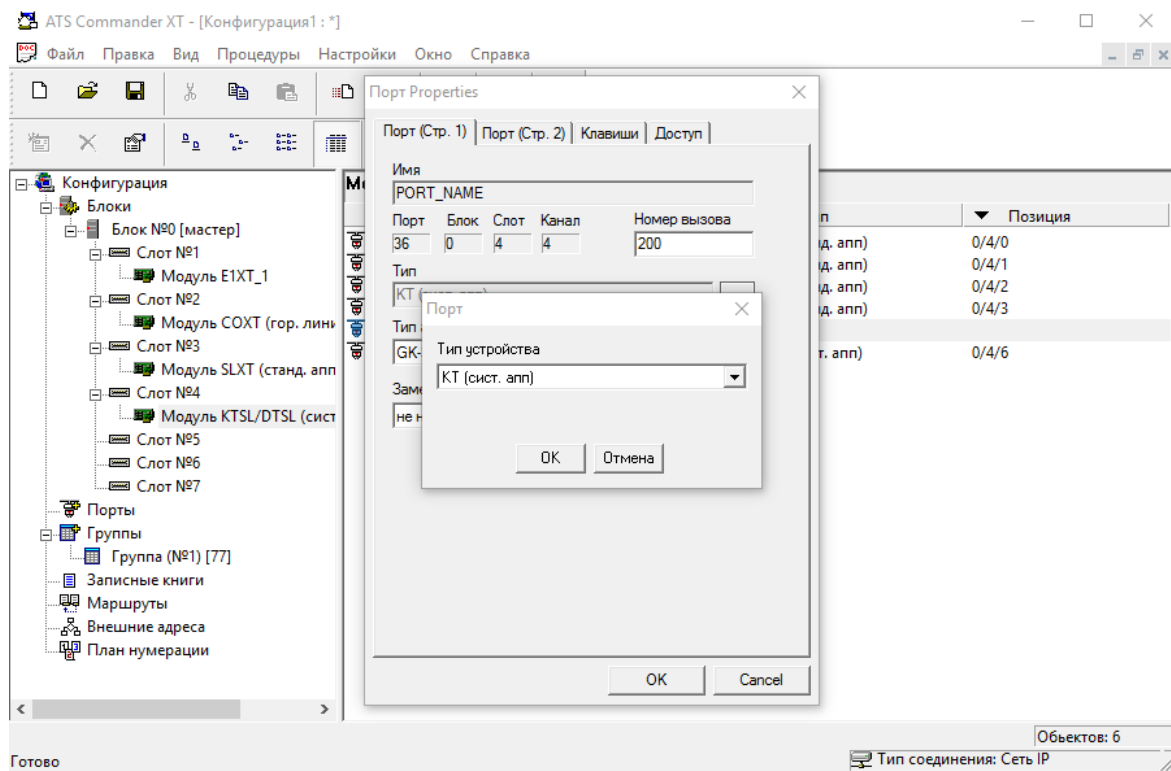 ATS Commander XT - [Конфигурация1 : *]
Файл Правка Вид Процедуры Настройки Окно Справка
Порт Properties
Порт (Стр. 1) Порт (Стр. 2) Клавиши Доступ
Имя
PORT_NAME
Порт Блок Слот Канал Номер вызова
36 0 4 4 200
Тип
КТ
Тип
GK-
не н
Порт
Тип устройства
КТ (сист. апп)
OK Отмена
OK Cancel
Конфигурация
Блоки
Блок №0 [мастер]
Слот №1
Модуль E1XT_1
Слот №2
Модуль COXT (гор. лини
Слот №3
Модуль SLXT (станд. апп
Слот №4
Модуль KTSL/DTSL (сист
Слот №5
Слот №6
Слот №7
Порты
Группы
Группа (№1) [77]
Записные книги
Маршруты
Внешние адреса
План нумерации
п Позиция
д. апп) 0/4/0
д. апп) 0/4/1
д. апп) 0/4/2
д. апп) 0/4/3
т. апп) 0/4/6
Обьектов: 6
Готово
Тип соединения: Сеть IP